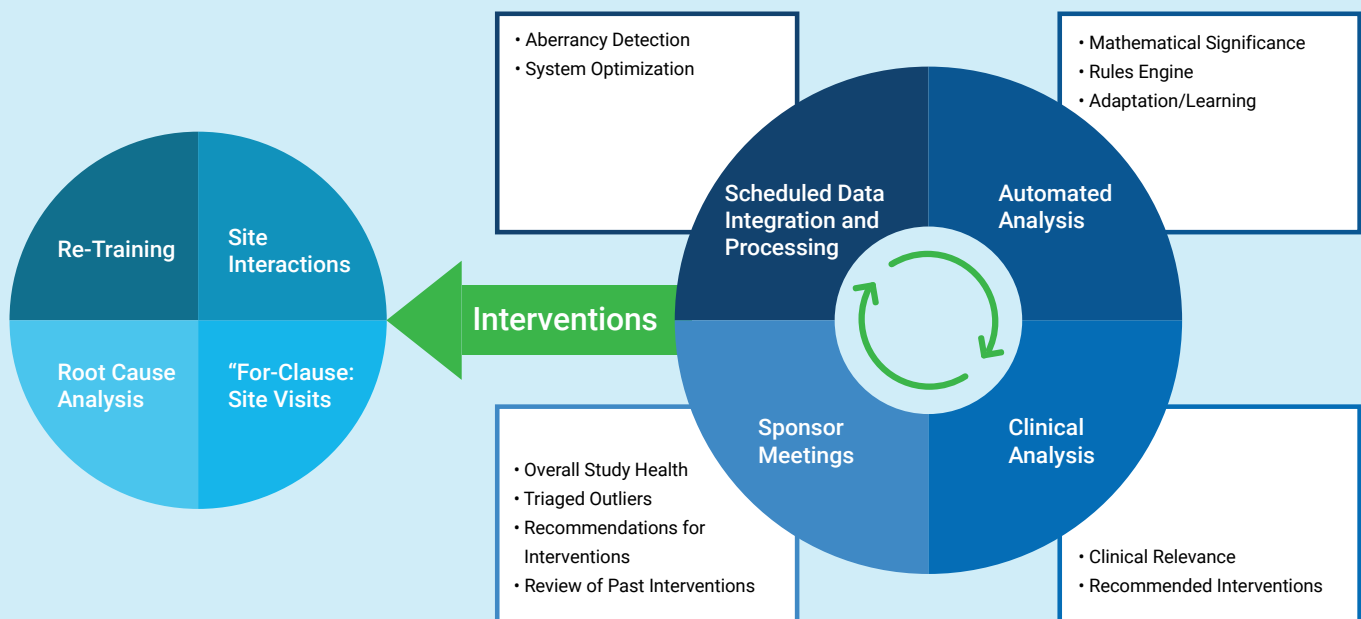 • Aberrancy Detection
• System Optimization
• Mathematical Significance
• Rules Engine
• Adaptation/Learning
Scheduled Data
Integration and
Processing
Automated
Analysis
Re-Training
Site
Interactions
Interventions
Root Cause
Analysis
“For-Clause:
Site Visits
Sponsor
Meetings
Clinical
Analysis
• Overall Study Health
• Triaged Outliers
• Recommendations for
Interventions
• Review of Past Interventions
• Clinical Relevance
• Recommended Interventions